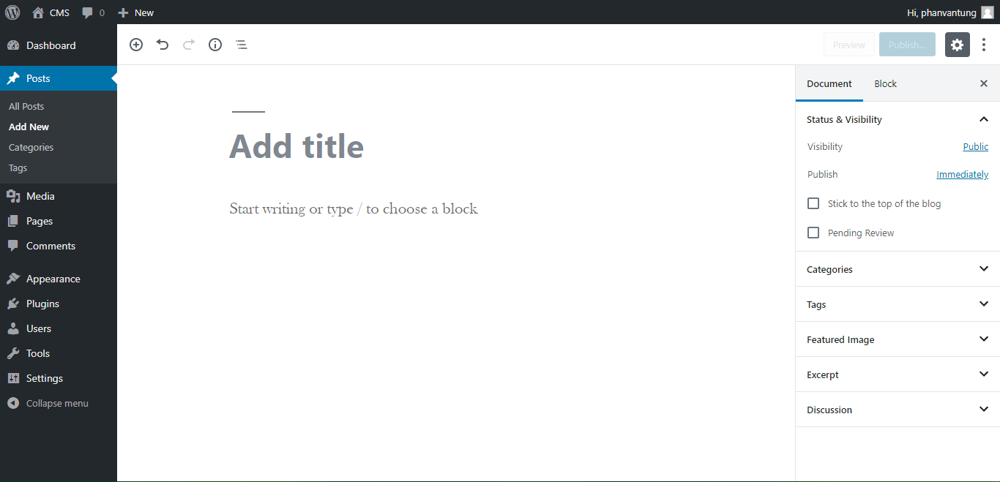 CMS 0 New Hi, phanvantung
Dashboard
Posts
All Posts
Add New
Categories
Tags
Media
Pages
Comments
Appearance
Plugins
Users
Tools
Settings
Collapse menu
Preview Publish...
Add title
Start writing or type / to choose a block
Document Block
Status & Visibility
Visibility Public
Publish Immediately
Stick to the top of the blog
Pending Review
Categories
Tags
Featured Image
Excerpt
Discussion